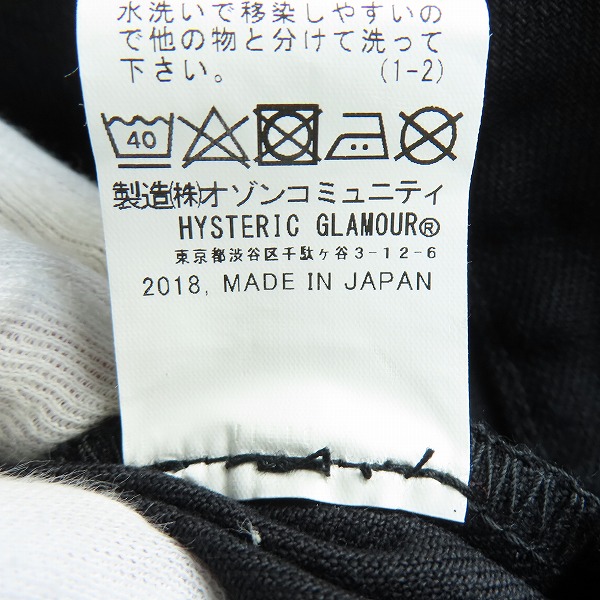 水洗いで移染しやすいの
で他の物と分けて洗って
下さい。 (1-2)
40
製造(株)オゾンコミュニティ
HYSTERIC GLAMOUR®
東京都渋谷区千駄ヶ谷3-12-6
2018, MADE IN JAPAN